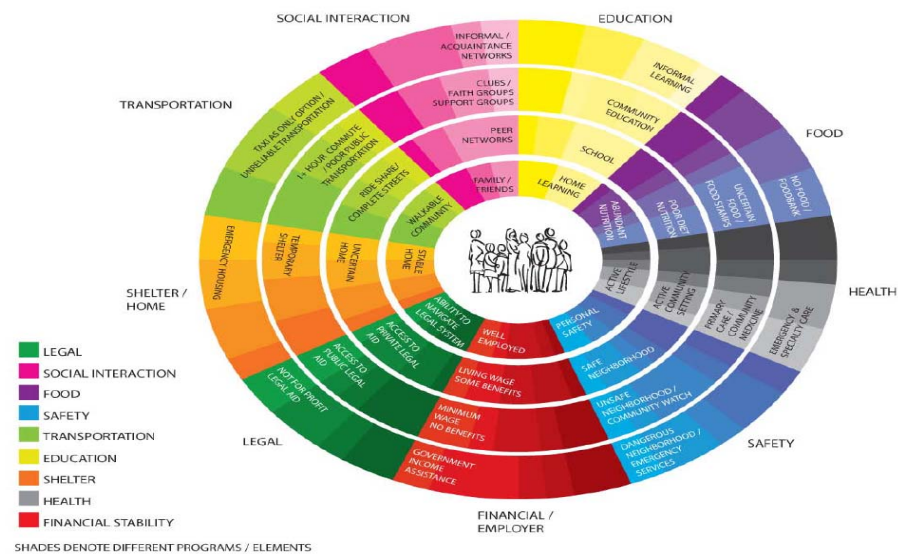 SOCIAL INTERACTION
EDUCATION
TRANSPORTATION
FOOD
HEALTH
SAFETY
FINANCIAL /
EMPLOYER
LEGAL
SHELTER /
HOME
INFORMAL /
ACQUAINTANCE
NETWORKS
CLUBS /
FAITH GROUPS
SUPPORT GROUPS
PEER
NETWORKS
FAMILY /
FRIENDS
INFORMAL
LEARNING
COMMUNITY
EDUCATION
SCHOOL
HOME
LEARNING
NO FOOD /
FOODBANK
UNCERTAIN
FOOD /
FOOD STAMPS
POOR DIET
NUTRITION
ABUNDANT
NUTRITION
EMERGENCY &
SPECIALTY CARE
PRIMARY
CARE /
COMMUNITY
MEDICINE
ACTIVE
COMMUNITY
SETTING
ACTIVE
LIFESTYLE
PERSONAL
SAFETY
SAFE
NEIGHBORHOOD
UNSAFE
NEIGHBORHOOD /
COMMUNITY WATCH
DANGEROUS
NEIGHBORHOOD /
EMERGENCY
SERVICES
WELL
EMPLOYED
LIVING WAGE
SOME BENEFITS
MINIMUM
WAGE
NO BENEFITS
GOVERNMENT
INCOME
ASSISTANCE
ABILITY TO
NAVIGATE
LEGAL SYSTEM
ACCESS TO
PRIVATE LEGAL
AID
ACCESS TO
PUBLIC LEGAL
AID
NOT FOR PROFIT
LEGAL AID
EMERGENCY HOUSING
TEMPORARY
SHELTER
UNCERTAIN
HOME
STABLE
HOME
TAXI AS ONLY OPTION /
UNRELIABLE TRANSPORTATION
1+ HOUR COMMUTE
/ POOR PUBLIC
TRANSPORTATION
RIDE SHARE/
COMPLETE STREETS
WALKABLE
COMMUNITY
LEGAL
SOCIAL INTERACTION
FOOD
SAFETY
TRANSPORTATION
EDUCATION
SHELTER
HEALTH
FINANCIAL STABILITY
SHADES DENOTE DIFFERENT PROGRAMS / ELEMENTS